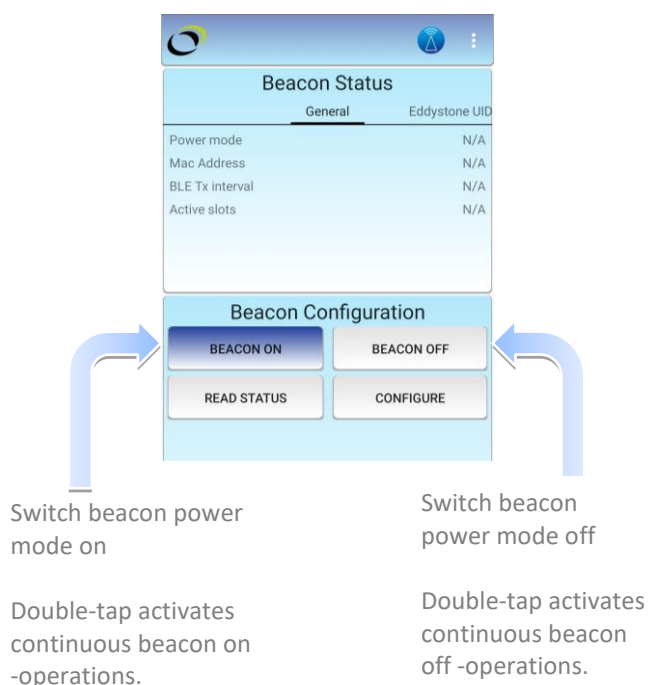 Beacon Status
General Eddystone UID
Power mode N/A
Mac Address N/A
BLE Tx interval N/A
Active slots N/A
Beacon Configuration
BEACON ON BEACON OFF
READ STATUS CONFIGURE
Switch beacon power
mode on
Double-tap activates
continuous beacon on
-operations.
Switch beacon
power mode off
Double-tap activates
continuous beacon
off -operations.